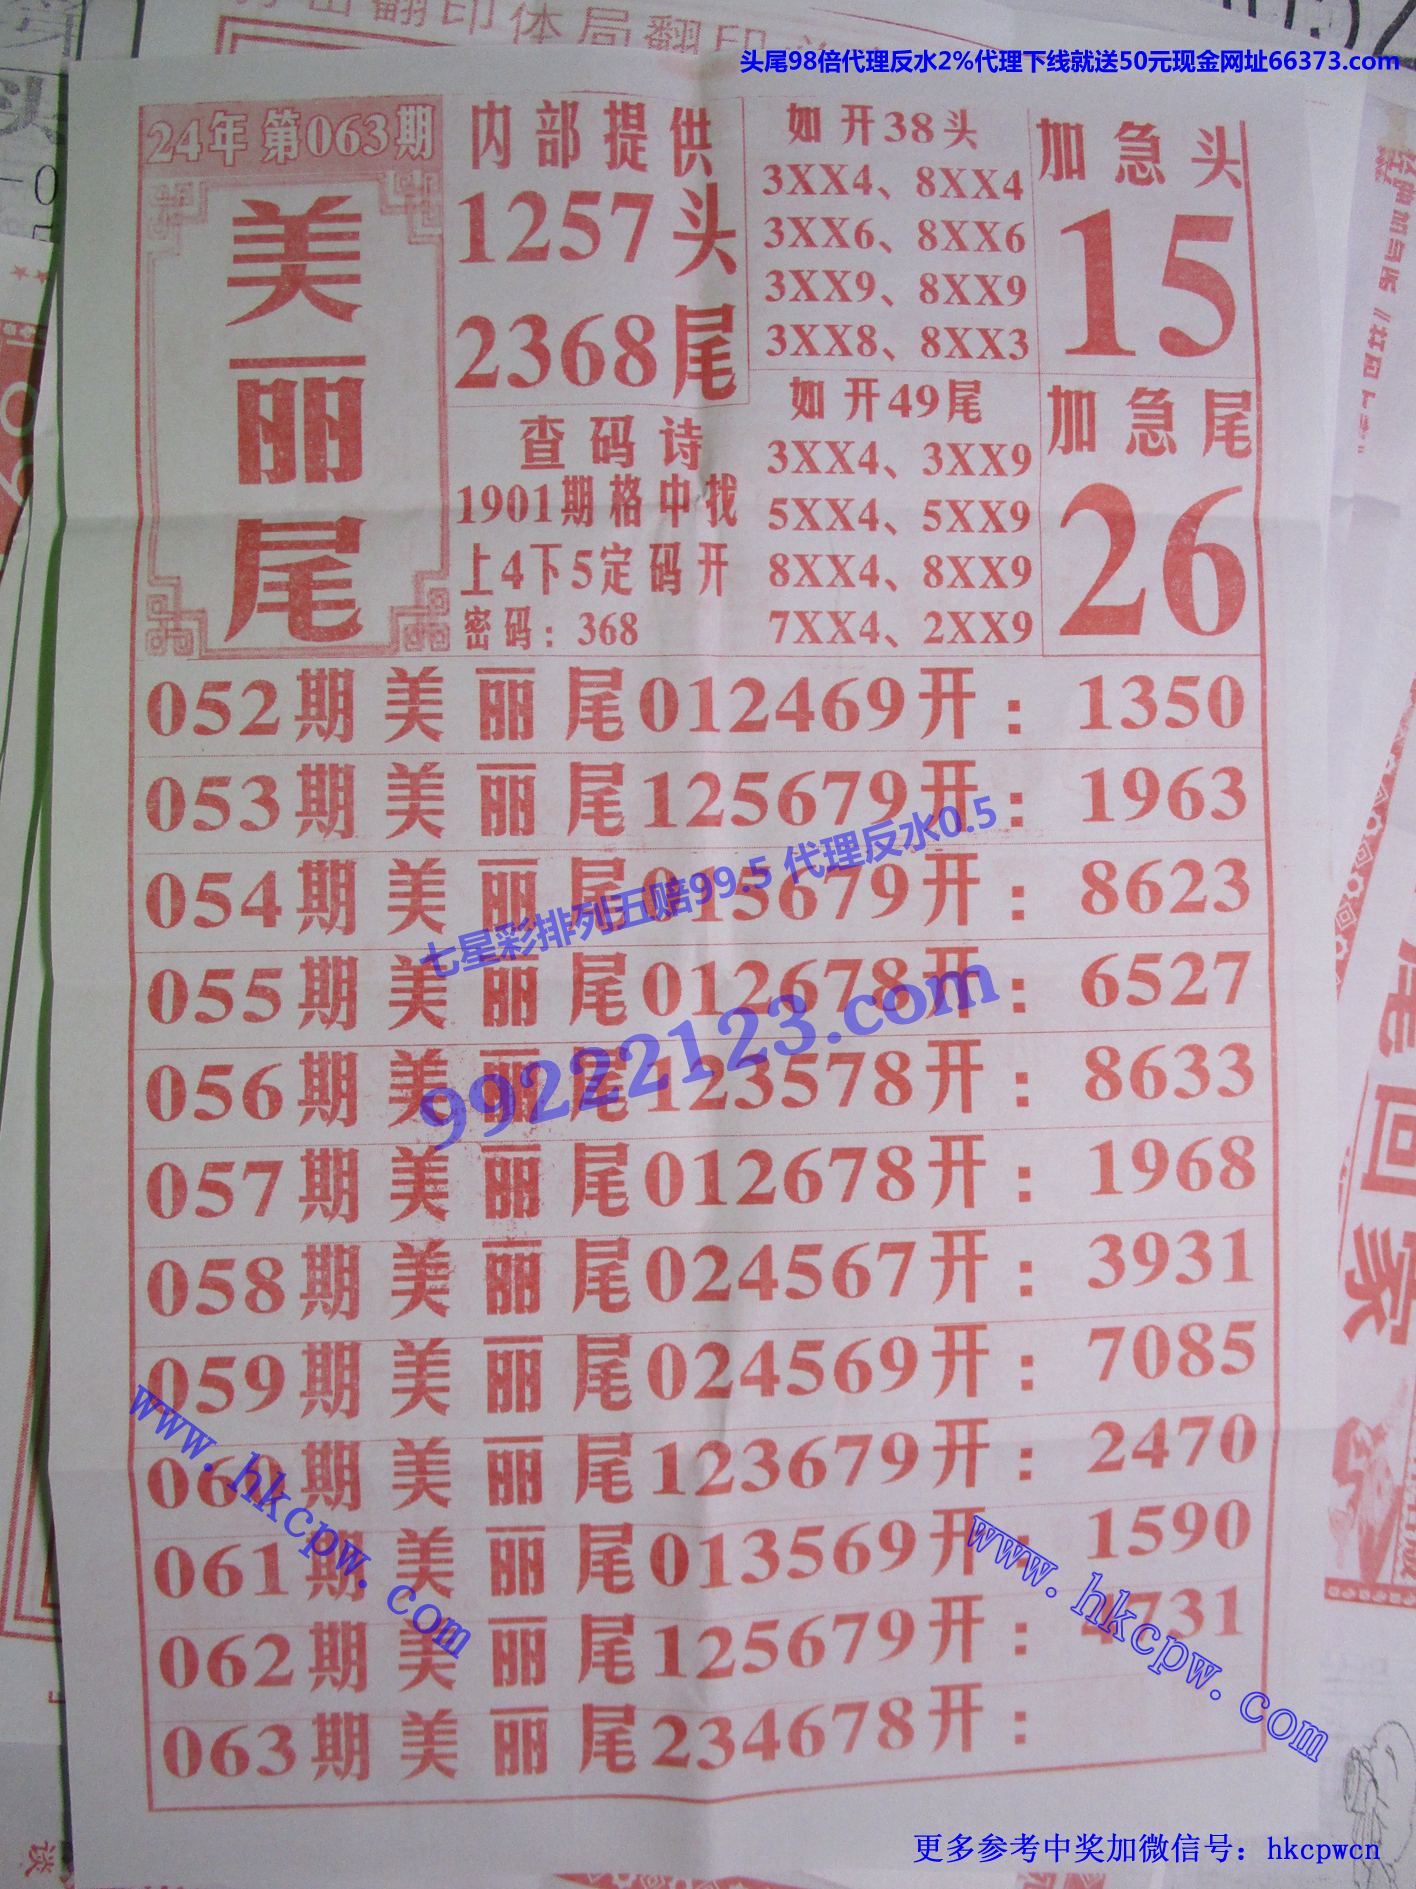 头尾98倍代理反水2%代理下线就送50元现金网址66373.com
24年 第063期
美丽尾
内部提供
1257头
2368尾
查码诗
1901期格中找
上4下5定码开
密码：368
如开38头
3XX4、8XX4
3XX6、8XX6
3XX9、8XX9
3XX8、8XX3
如开49尾
3XX4、3XX9
5XX4、5XX9
8XX4、8XX9
7XX4、2XX9
加急头
15
加急尾
26
052期美丽尾012469开：1350
053期美丽尾125679开：1963
054期美丽尾015679开：8623
055期美丽尾012678开：6527
056期美丽尾123578开：8633
057期美丽尾012678开：1968
058期美丽尾024567开：3931
059期美丽尾024569开：7085
060期美丽尾123679开：2470
061期美丽尾013569开：1590
062期美丽尾125679开：4731
063期美丽尾234678开：
七星彩排列五赔99.5 代理反水0.5
99222123.com
www.hkcpw.com
www.hkcpw.com
尾回家
更多参考中奖加微信号：hkcpwcn